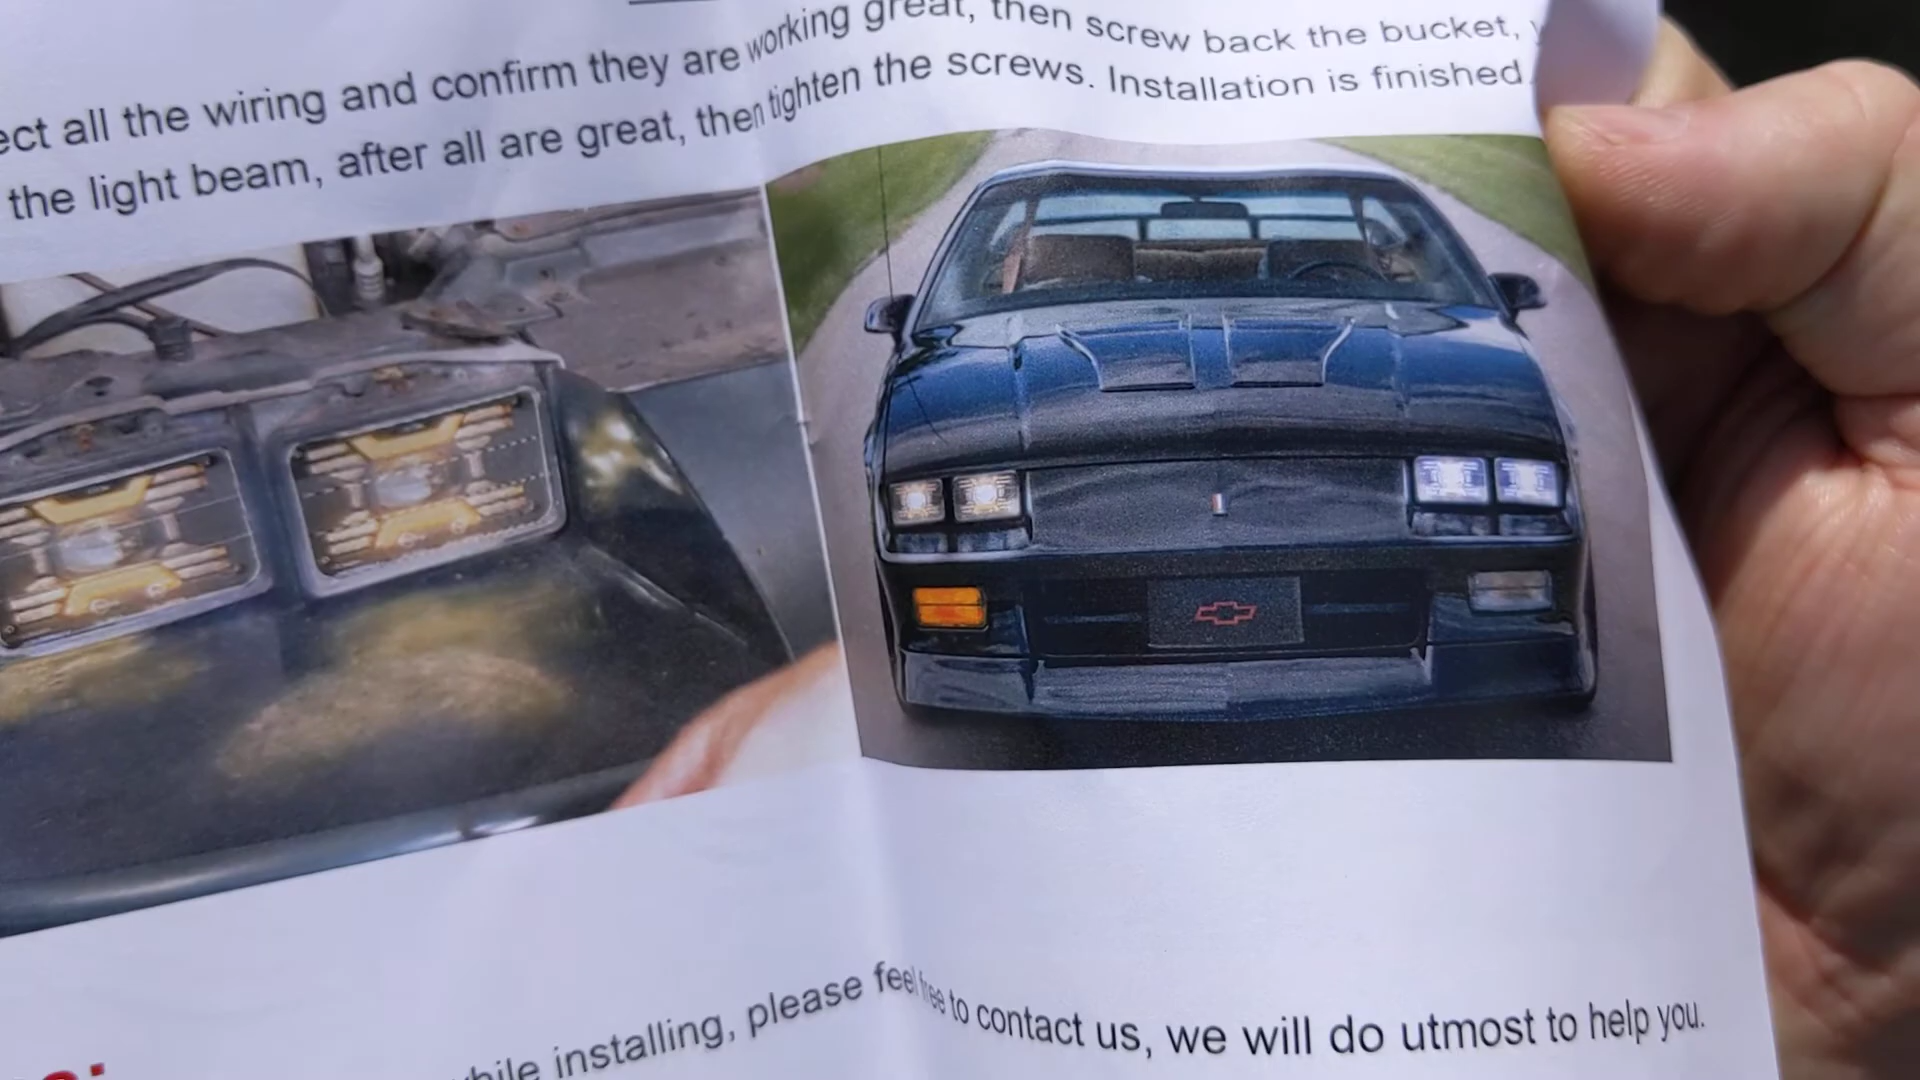 all the wiring and confirm they are working great, then screw back the bucket,
the light beam, after all are great, then tighten the screws. Installation is finished
installing, please feel free to contact us, we will do utmost to help you.